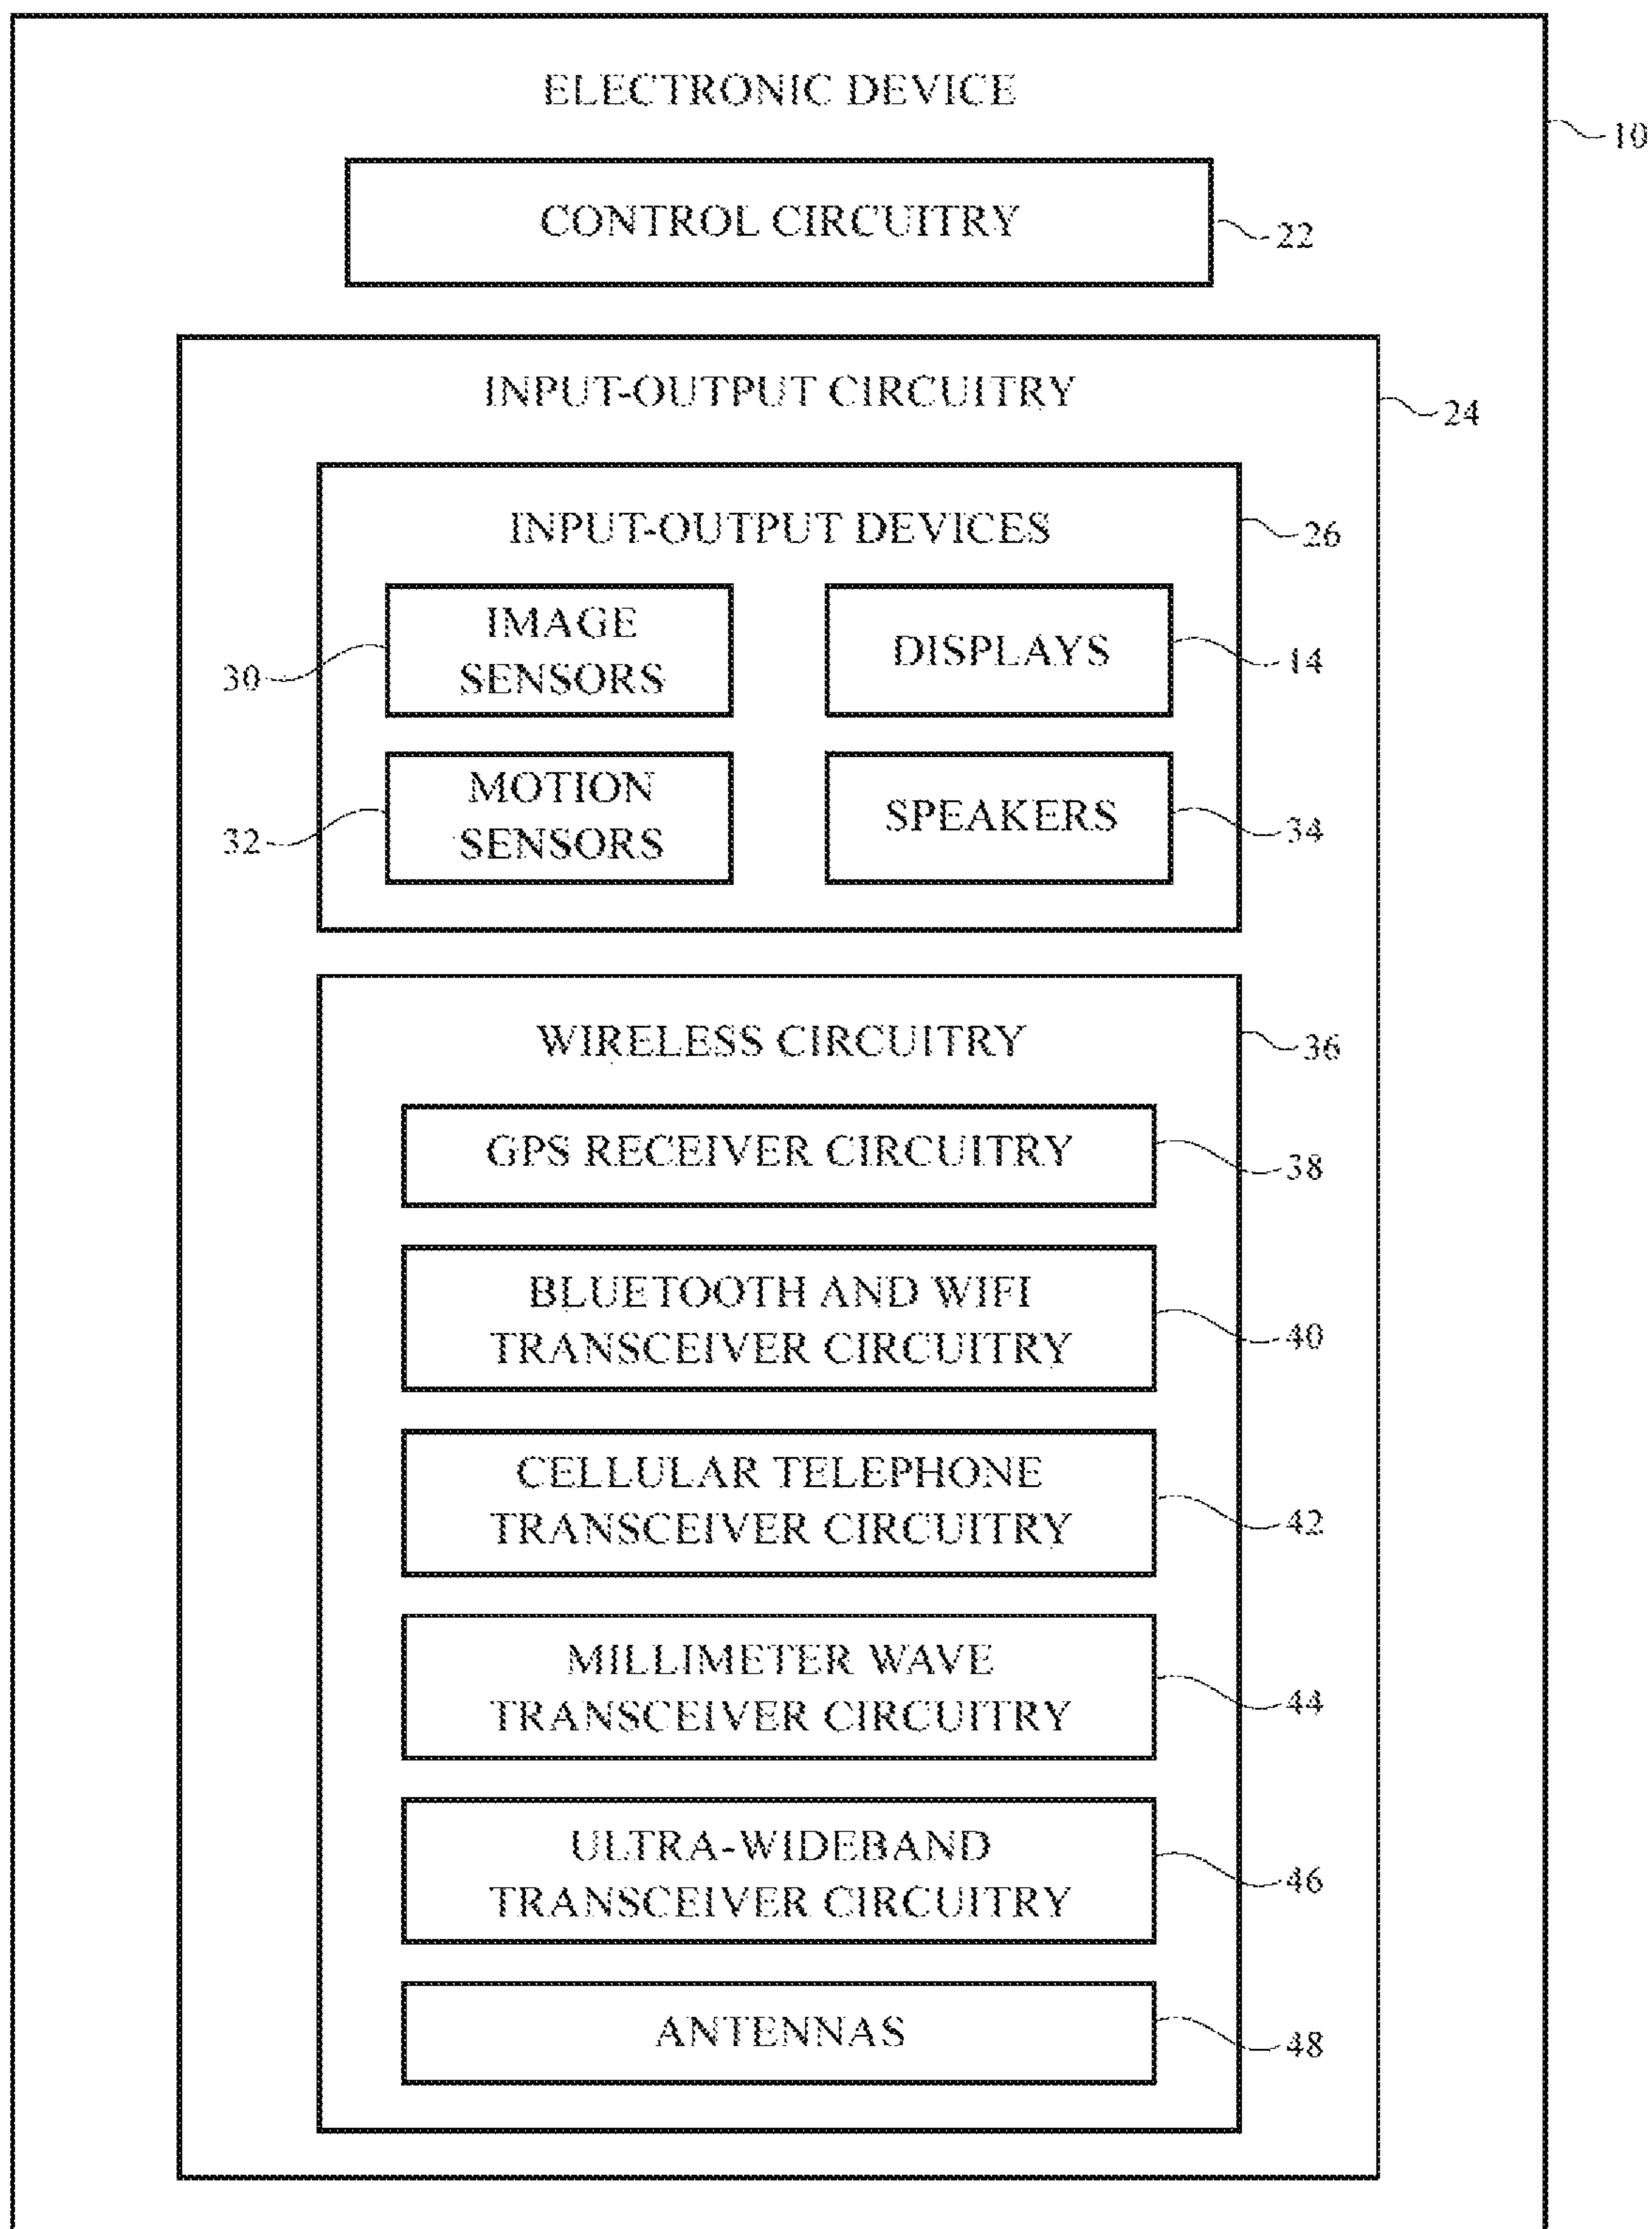 ELECTRONIC DEVICE
10
CONTROL CIRCUITRY
22
INPUT-OUTPUT CIRCUITRY
24
INPUT-OUTPUT DEVICES
26
IMAGE
SENSORS
30
DISPLAYS
14
MOTION
SENSORS
32
SPEAKERS
34
WIRELESS CIRCUITRY
36
GPS RECEIVER CIRCUITRY
38
BLUETOOTH AND WIFI
TRANSCEIVER CIRCUITRY
40
CELLULAR TELEPHONE
TRANSCEIVER CIRCUITRY
42
MILLIMETER WAVE
TRANSCEIVER CIRCUITRY
44
ULTRA-WIDEBAND
TRANSCEIVER CIRCUITRY
46
ANTENNAS
48